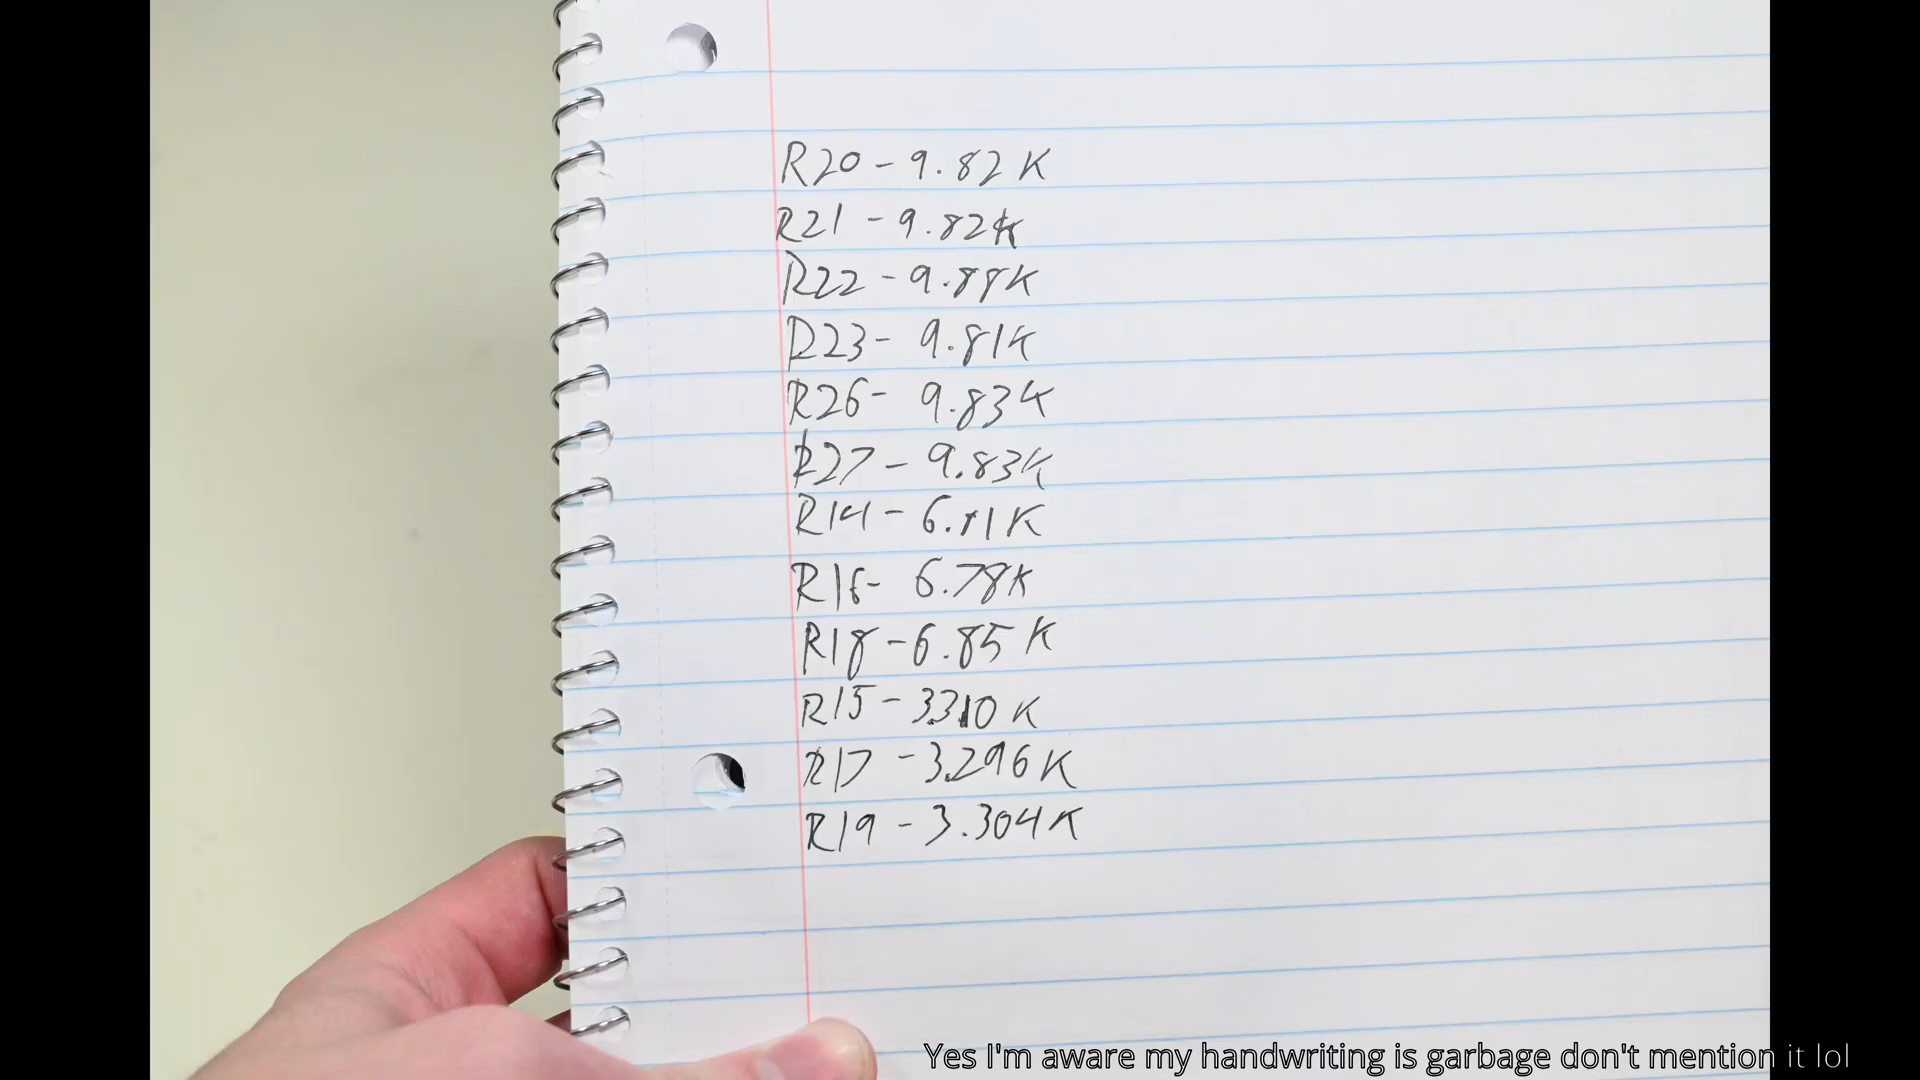 R20 - 9.82 K
R21 - 9.82K
R22 - 9.88K
R23 - 9.81K
R26 - 9.83K
R27 - 9.83K
R14 - 6.11K
R16 - 6.78K
R18 - 6.85 K
R15 - 3.310 K
R17 - 3.296 K
R19 - 3.304K
Yes I'm aware my handwriting is garbage don't mention it lol